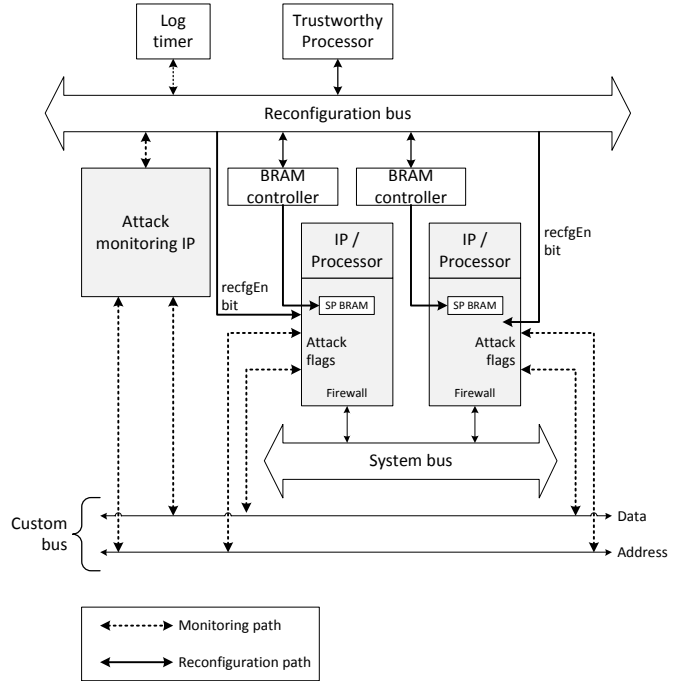 Log
timer
Trustworthy
Processor
Reconfiguration bus
BRAM
controller
BRAM
controller
Attack
monitoring IP
IP /
Processor
IP /
Processor
recfgEn
bit
recfgEn
bit
SP BRAM
SP BRAM
Attack
flags
Attack
flags
Firewall
Firewall
System bus
Custom
bus
Data
Address
Monitoring path
Reconfiguration path